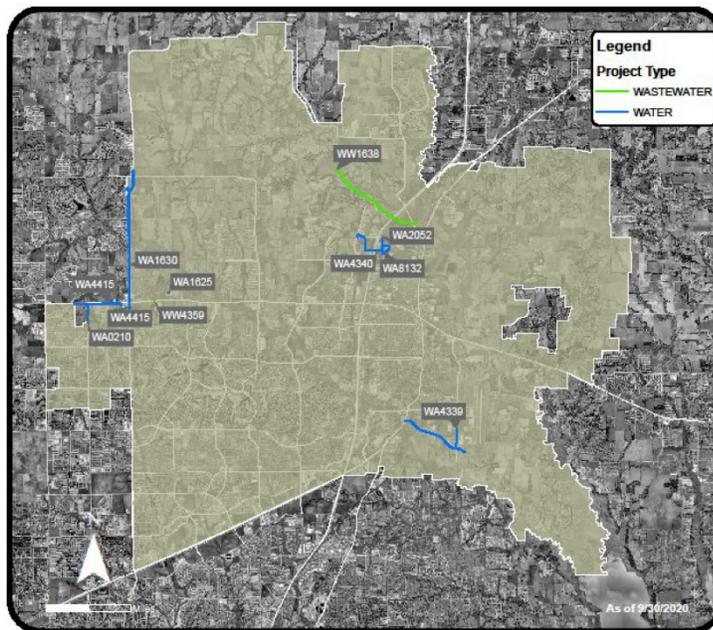 Legend
Project Type
WASTEWATER
WATER
WW1638
WA2052
WA4340
WA8132
WA1630
WA1625
WA4415
WA4415
WW4359
WA0210
WA4339
N
As of 9/30/2020